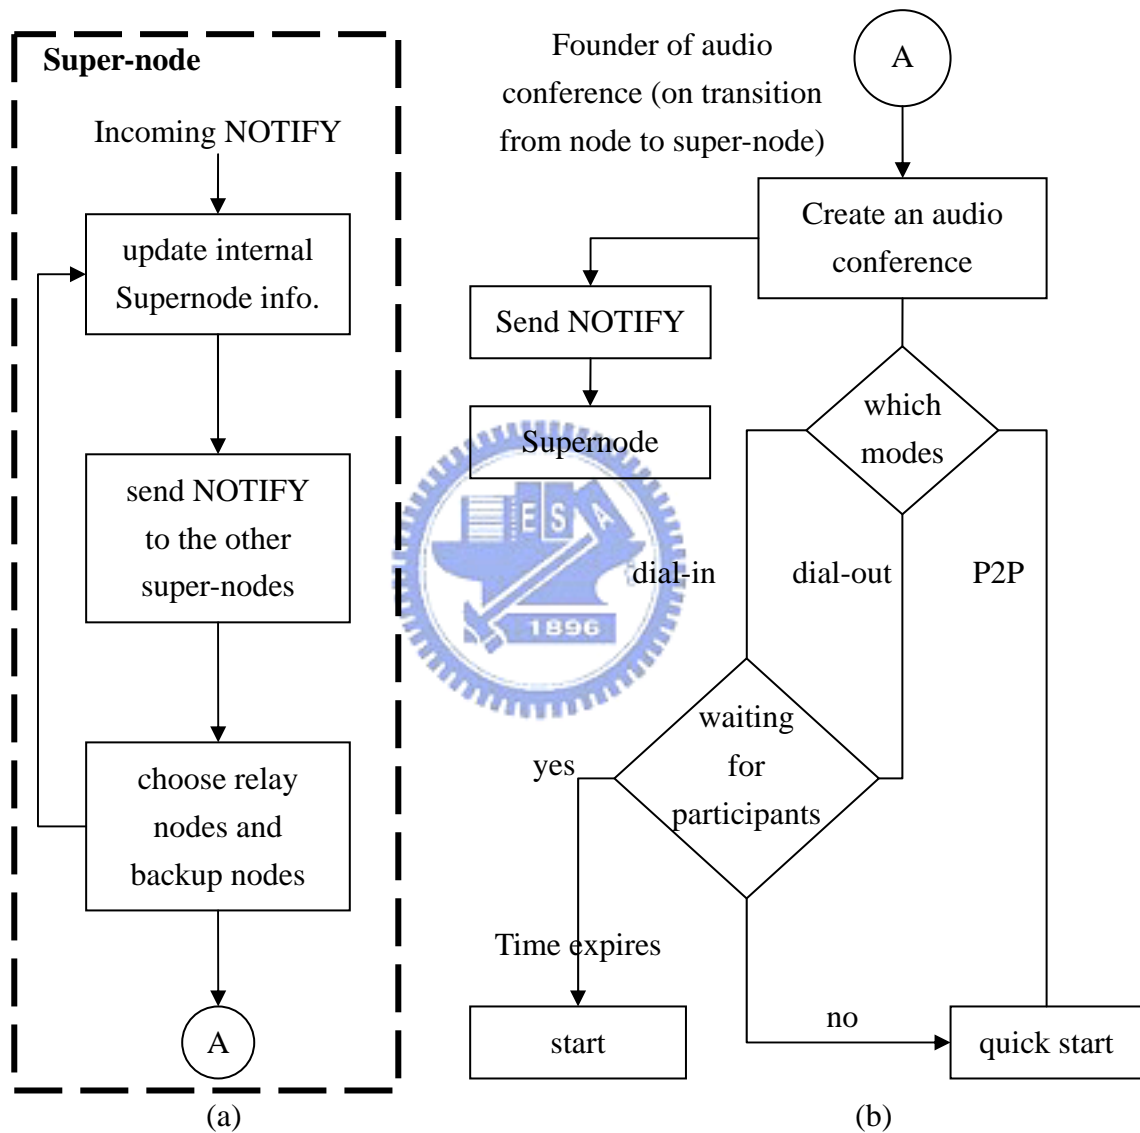 Super-node
Incoming NOTIFY
update internal
Supernode info.
send NOTIFY
to the other
super-nodes
choose relay
nodes and
backup nodes
A
(a)
Founder of audio
conference (on transition
from node to super-node)
A
Create an audio
conference
Send NOTIFY
Supernode
which
modes
dial-in
dial-out
P2P
E S A
1896
waiting
for
participants
yes
Time expires
start
no
quick start
(b)